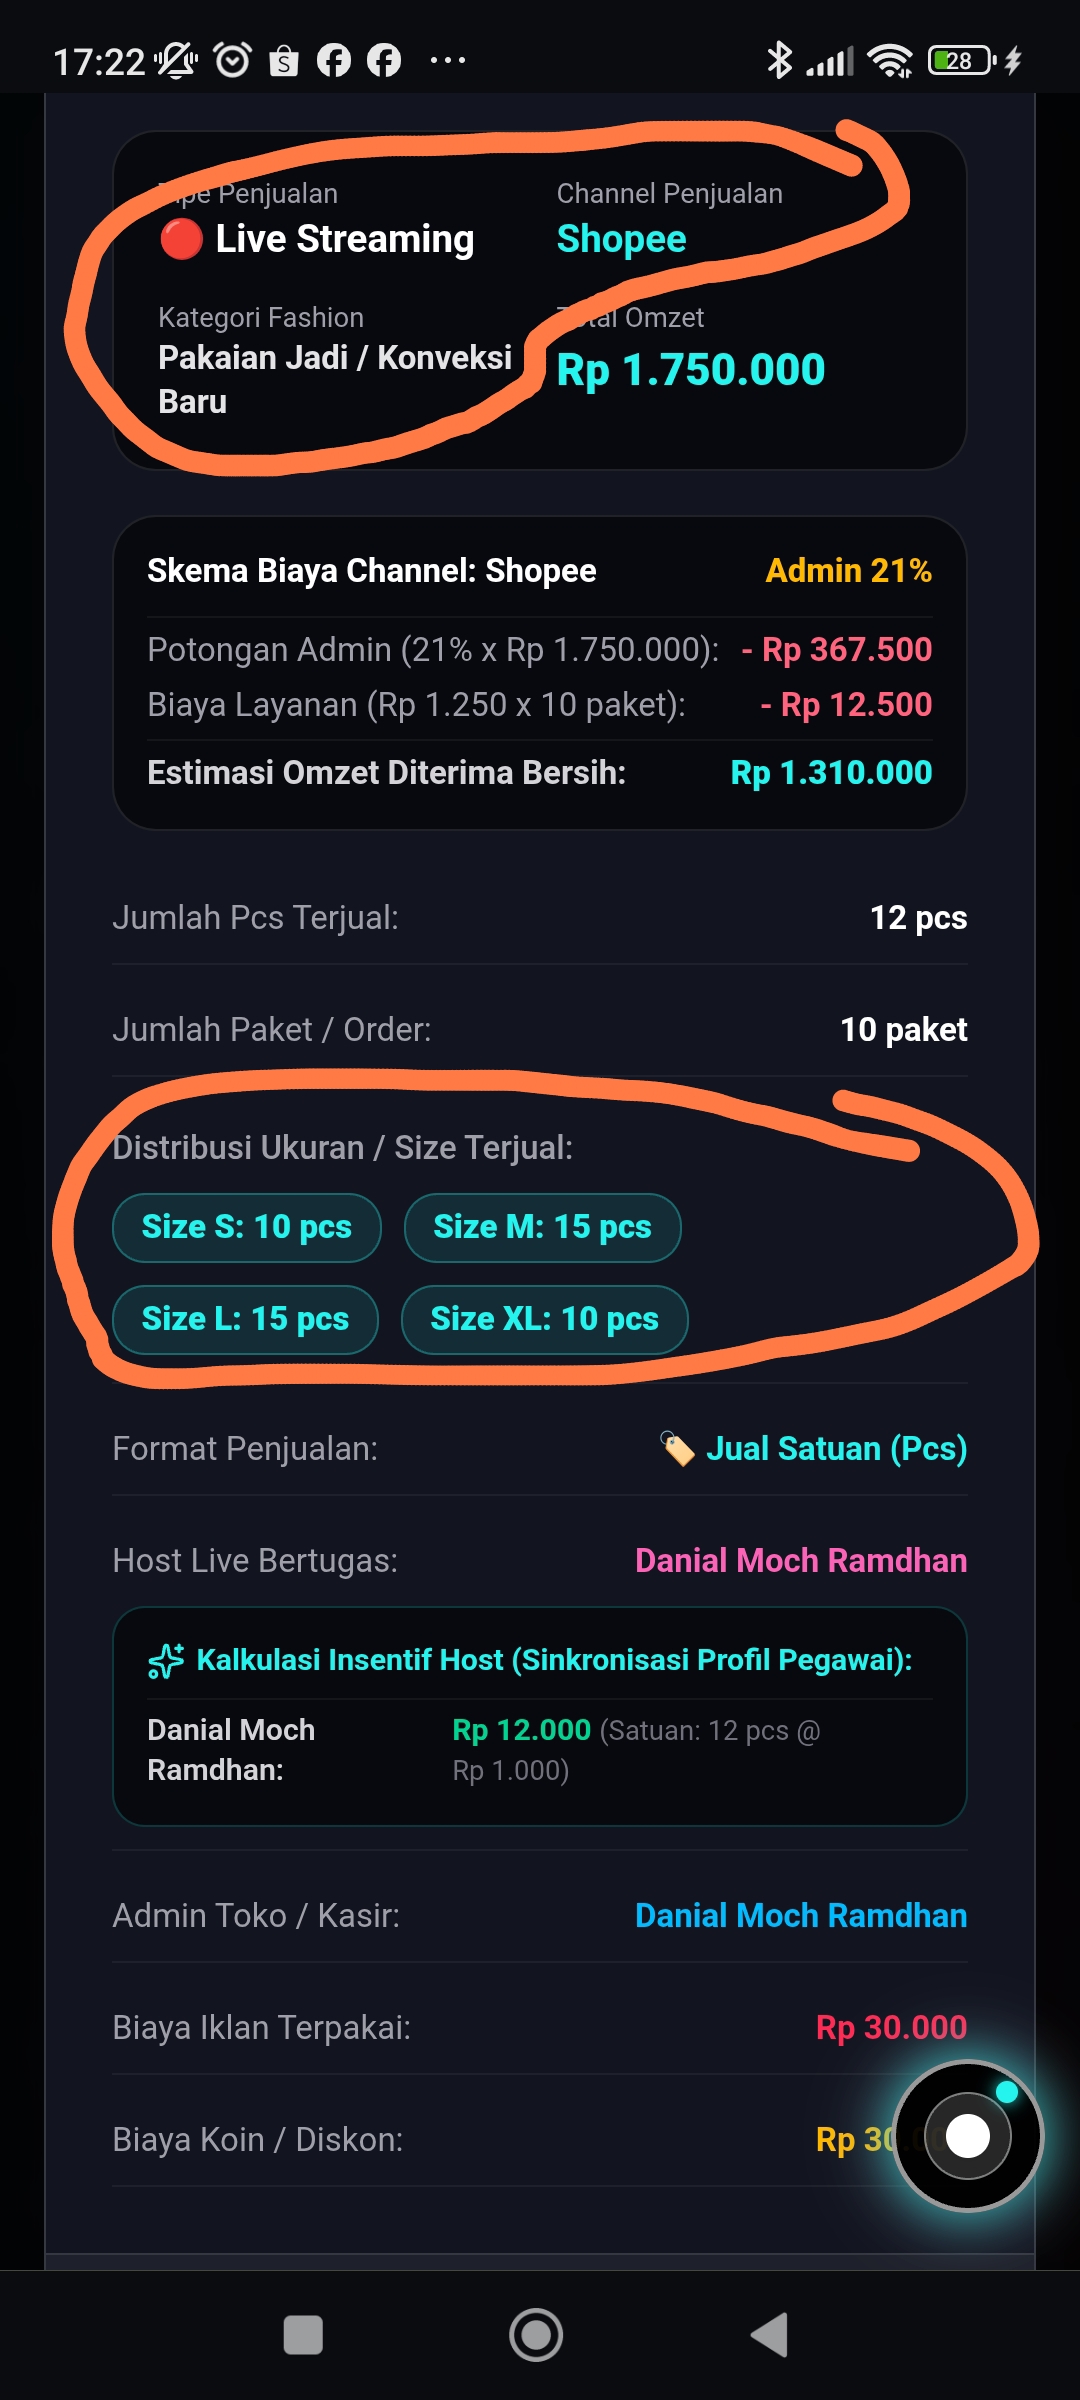 17:22
28
Penjualan
Channel Penjualan
🔴 Live Streaming
Shopee
Kategori Fashion
Omzet
Pakaian Jadi / Konveksi
Baru
Rp 1.750.000
Skema Biaya Channel: Shopee
Admin 21%
Potongan Admin (21% x Rp 1.750.000):
- Rp 367.500
Biaya Layanan (Rp 1.250 x 10 paket):
- Rp 12.500
Estimasi Omzet Diterima Bersih:
Rp 1.310.000
Jumlah Pcs Terjual:
12 pcs
Jumlah Paket / Order:
10 paket
Distribusi Ukuran / Size Terjual:
Size S: 10 pcs
Size M: 15 pcs
Size L: 15 pcs
Size XL: 10 pcs
Format Penjualan:
🏷️ Jual Satuan (Pcs)
Host Live Bertugas:
Danial Moch Ramdhan
Kalkulasi Insentif Host (Sinkronisasi Profil Pegawai):
Danial Moch
Ramdhan:
Rp 12.000 (Satuan: 12 pcs @
Rp 1.000)
Admin Toko / Kasir:
Danial Moch Ramdhan
Biaya Iklan Terpakai:
Rp 30.000
Biaya Koin / Diskon:
Rp